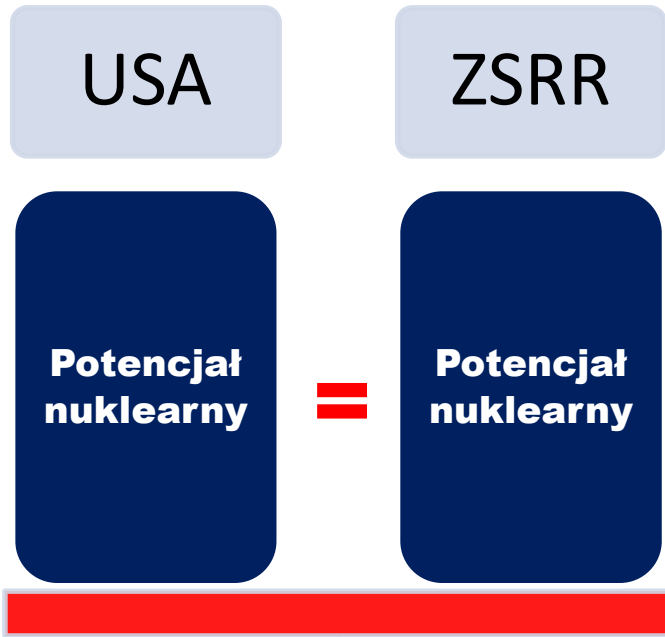 USA
ZSRR
Potencjał
nuklearny
=
Potencjał
nuklearny